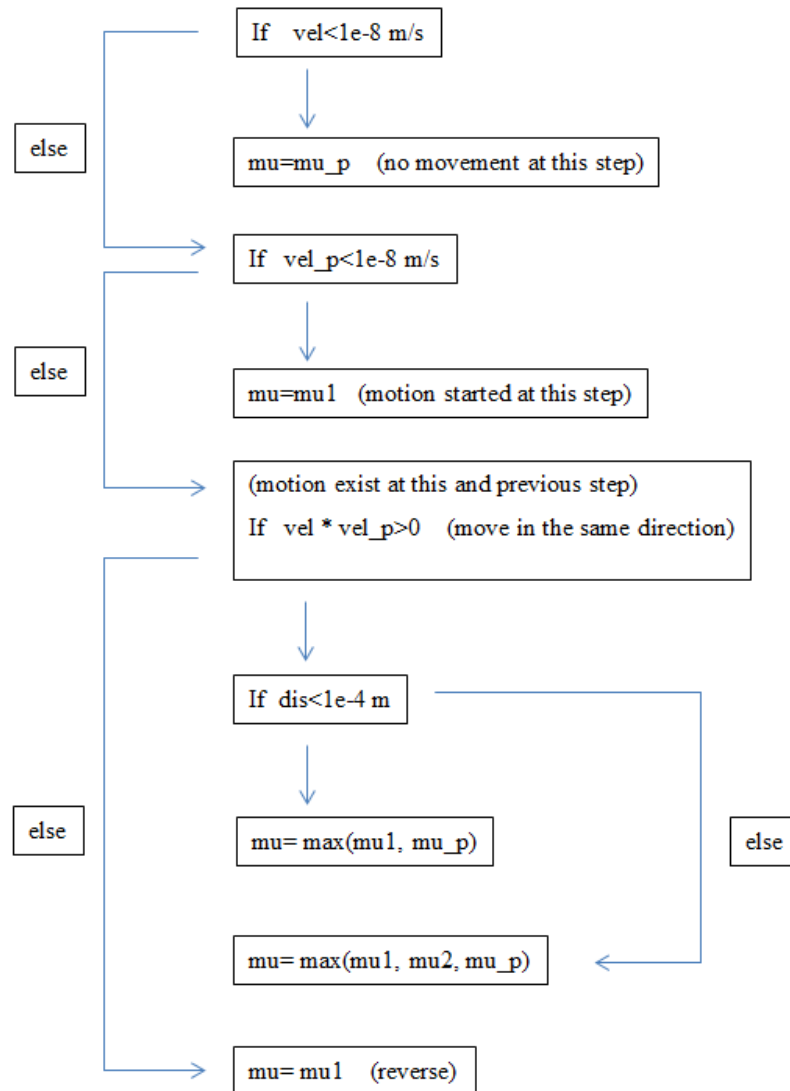 If vel<1e-8 m/s
else
mu=mu_p (no movement at this step)
If vel_p<1e-8 m/s
else
mu=mu1 (motion started at this step)
(motion exist at this and previous step)
If vel * vel_p>0 (move in the same direction)
If dis<1e-4 m
else
mu= max(mu1, mu_p)
else
mu= max(mu1, mu2, mu_p)
mu= mu1 (reverse)